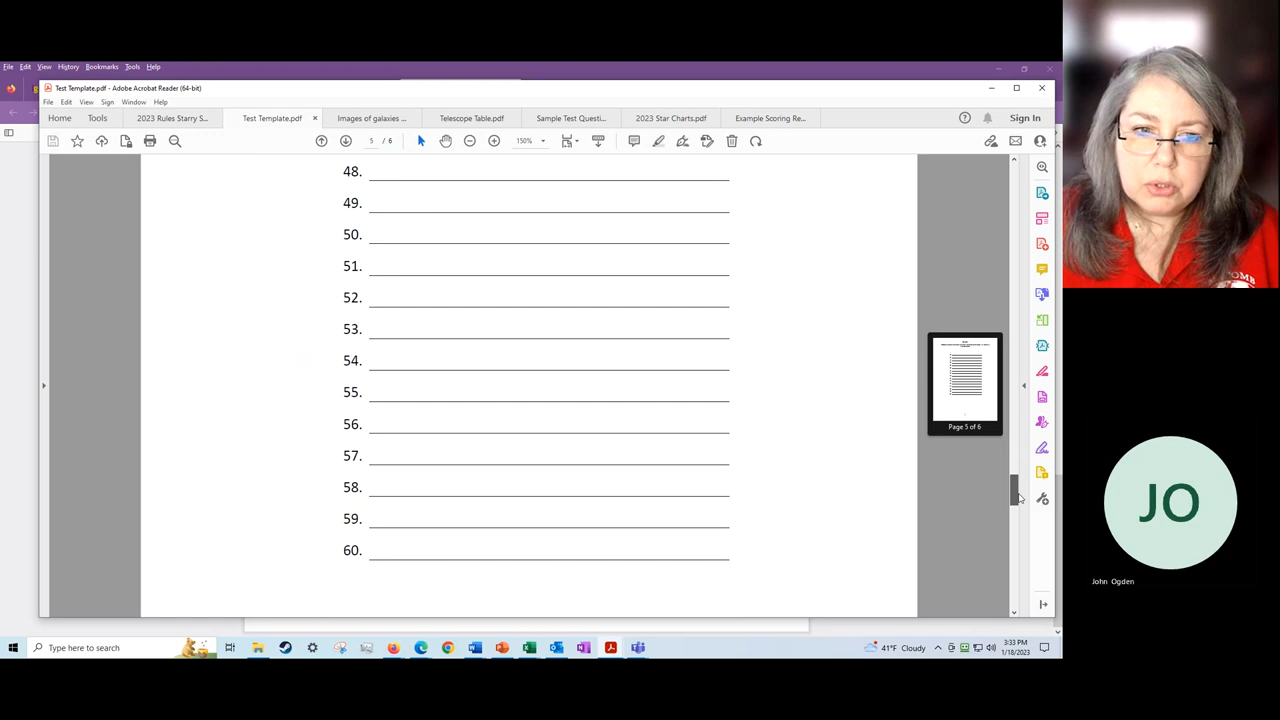 File Edit View History Bookmarks Tools Help
Test Template.pdf - Adobe Acrobat Reader (64-bit)
File Edit View Sign Window Help
Home Tools 2023 Rules Starry S... Test Template.pdf Images of galaxies ... Telescope Table.pdf Sample Test Questi... 2023 Star Charts.pdf Example Scoring Re... Sign In
5 / 6 150%
48.
49.
50.
51.
52.
53.
54.
55.
56.
57.
58.
59.
60.
Page 5 of 6
JO
John Ogden
Type here to search
41°F Cloudy
3:33 PM
1/18/2023